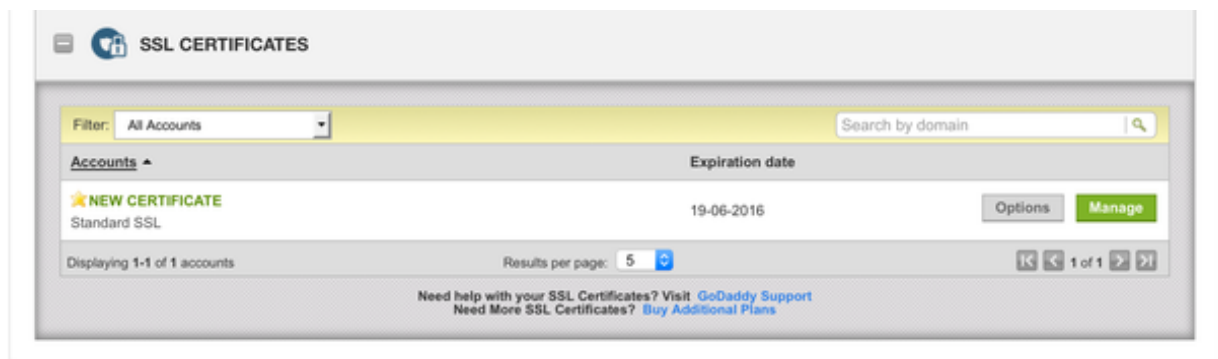 SSL CERTIFICATES
Filter: All Accounts Search by domain
Accounts Expiration date
NEW CERTIFICATE
Standard SSL
19-06-2016 Options Manage
Displaying 1-1 of 1 accounts Results per page: 5 1 of 1
Need help with your SSL Certificates? Visit GoDaddy Support
Need More SSL Certificates? Buy Additional Plans